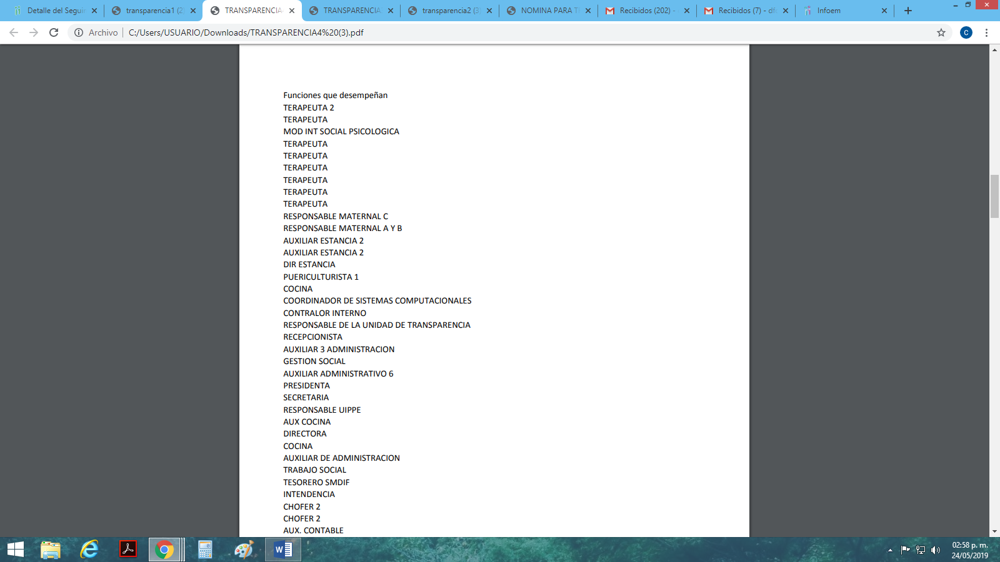 Detalle del Seguir
transparencia1 (2)
TRANSPARENCIA
TRANSPARENCIA
transparencia2 (3)
NOMINA PARA T
Recibidos (202) -
Recibidos (7) - df
Infoem
Archivo
C:/Users/USUARIO/Downloads/TRANSPARENCIA4%20(3).pdf
C
Funciones que desempeñan
TERAPEUTA 2
TERAPEUTA
MOD INT SOCIAL PSICOLOGICA
TERAPEUTA
TERAPEUTA
TERAPEUTA
TERAPEUTA
TERAPEUTA
TERAPEUTA
RESPONSABLE MATERNAL C
RESPONSABLE MATERNAL A Y B
AUXILIAR ESTANCIA 2
AUXILIAR ESTANCIA 2
DIR ESTANCIA
PUERICULTURISTA 1
COCINA
COORDINADOR DE SISTEMAS COMPUTACIONALES
CONTRALOR INTERNO
RESPONSABLE DE LA UNIDAD DE TRANSPARENCIA
RECEPCIONISTA
AUXILIAR 3 ADMINISTRACION
GESTION SOCIAL
AUXILIAR ADMINISTRATIVO 6
PRESIDENTA
SECRETARIA
RESPONSABLE UIPPE
AUX COCINA
DIRECTORA
COCINA
AUXILIAR DE ADMINISTRACION
TRABAJO SOCIAL
TESORERO SMDIF
INTENDENCIA
CHOFER 2
CHOFER 2
AUX. CONTABLE
02:58 p. m.
24/05/2019